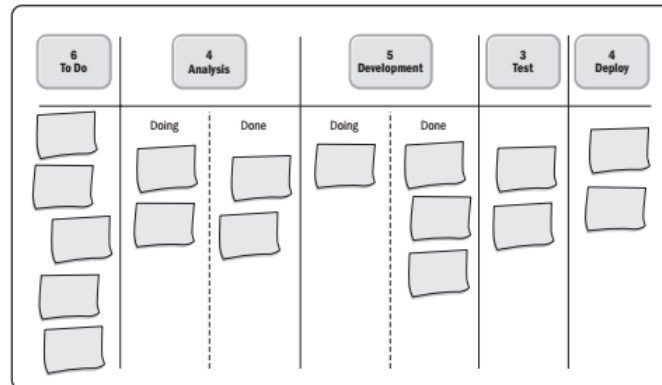 6
To Do
4
Analysis
5
Development
3
Test
4
Deploy
Doing
Done
Doing
Done